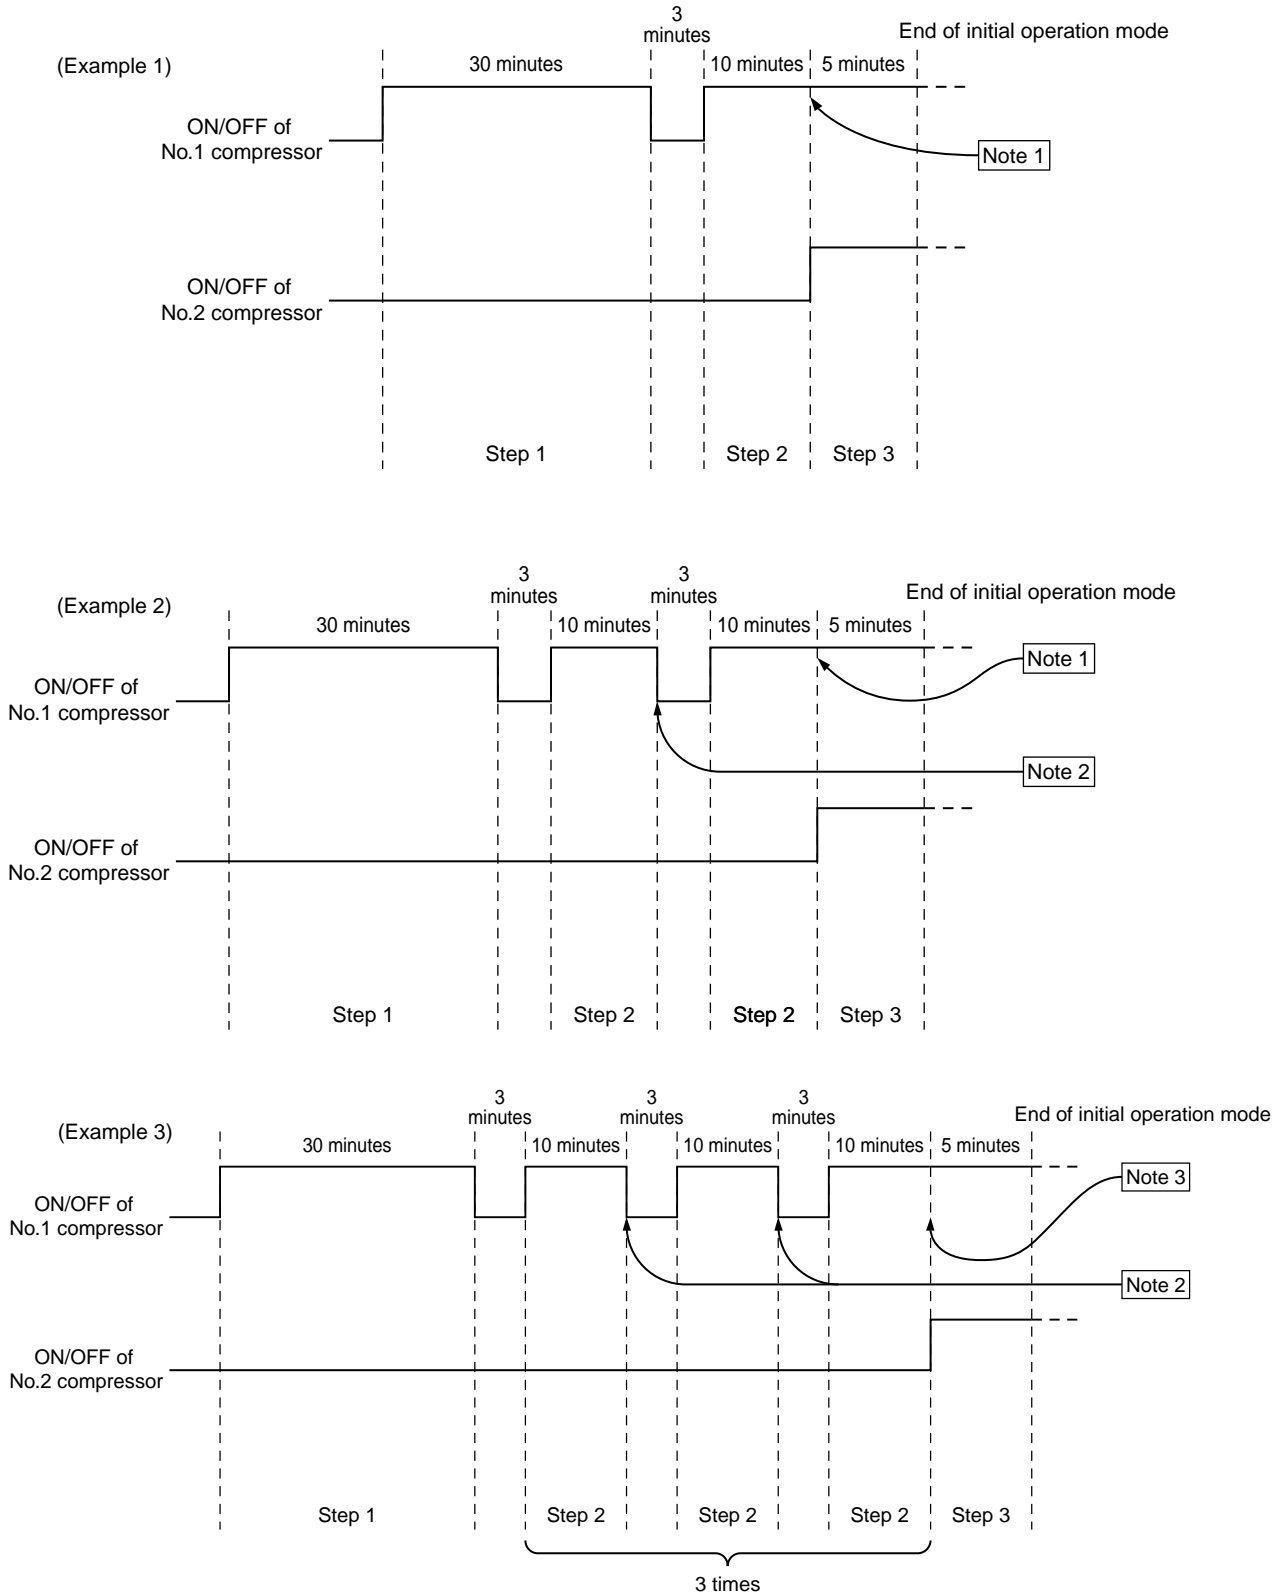 3
minutes
End of initial operation mode
(Example 1)
30 minutes
10 minutes
5 minutes
ON/OFF of
No.1 compressor
Note 1
ON/OFF of
No.2 compressor
Step 1
Step 2
Step 3
3
minutes
3
minutes
End of initial operation mode
(Example 2)
30 minutes
10 minutes
10 minutes
5 minutes
Note 1
ON/OFF of
No.1 compressor
Note 2
ON/OFF of
No.2 compressor
Step 1
Step 2
Step 2
Step 3
3
minutes
3
minutes
3
minutes
End of initial operation mode
(Example 3)
30 minutes
10 minutes
10 minutes
10 minutes
5 minutes
Note 3
ON/OFF of
No.1 compressor
Note 2
ON/OFF of
No.2 compressor
Step 1
Step 2
Step 2
Step 2
Step 3
3 times